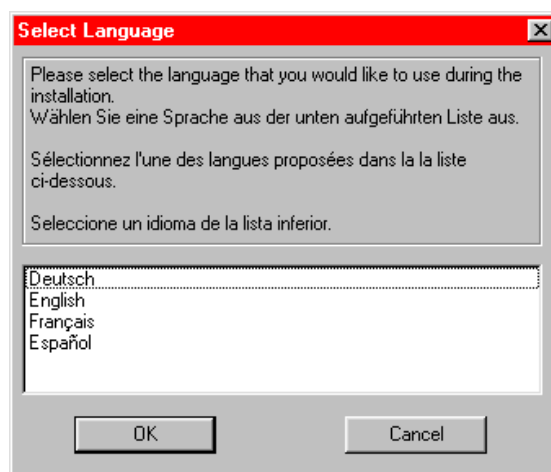 Select Language
Please select the language that you would like to use during the
installation.
Wählen Sie eine Sprache aus der unten aufgeführten Liste aus.
Sélectionnez l'une des langues proposées dans la la liste
ci-dessous.
Seleccione un idioma de la lista inferior.
Deutsch
English
Français
Español
OK
Cancel